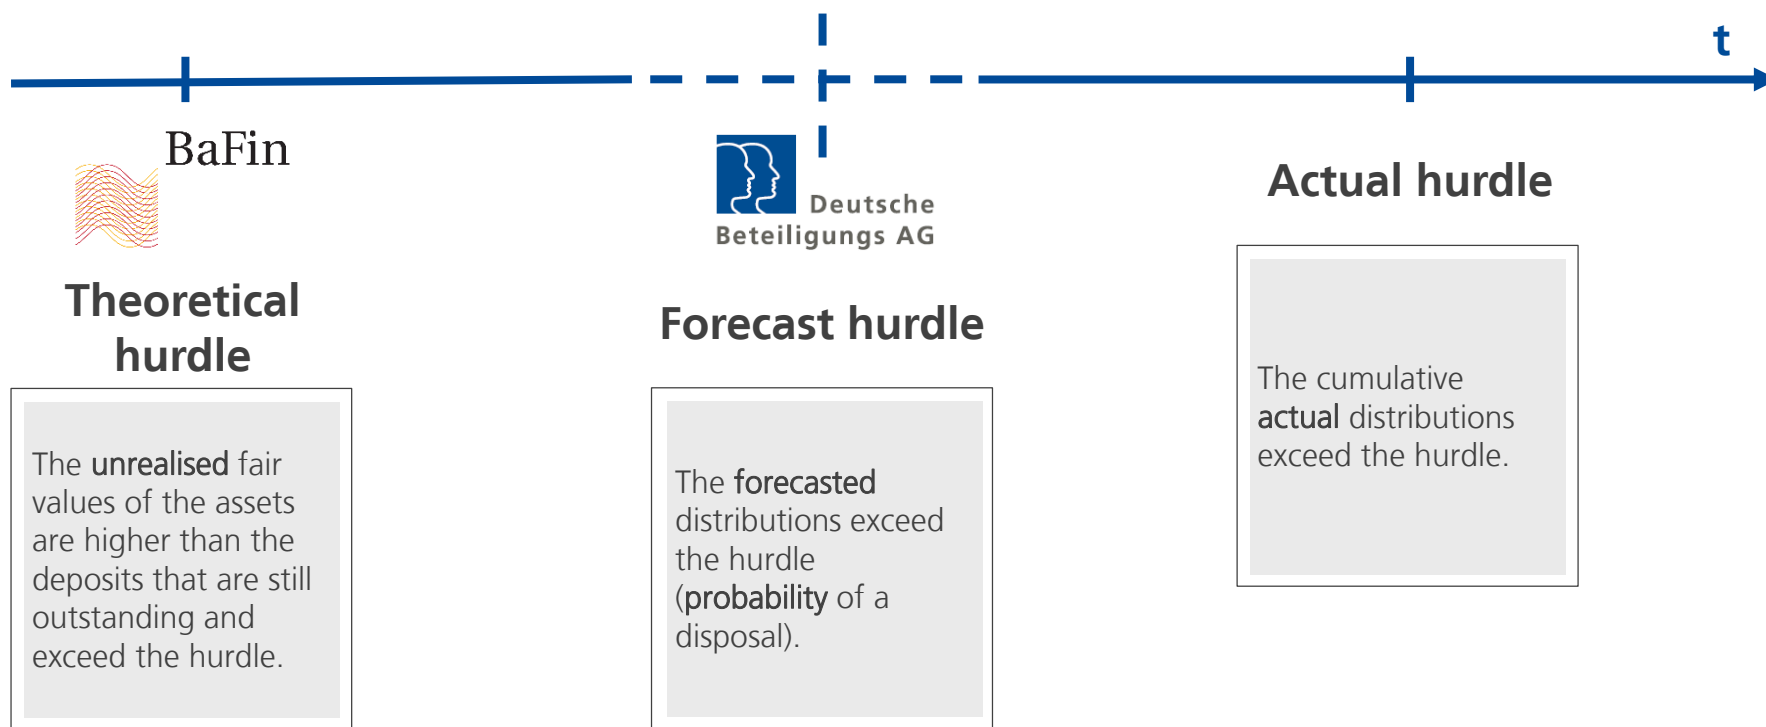 t
BaFin
Deutsche
Beteiligungs AG
Actual hurdle
Theoretical
hurdle
Forecast hurdle
The unrealised fair
values of the assets
are higher than the
deposits that are still
outstanding and
exceed the hurdle.
The forecasted
distributions exceed
the hurdle
(probability of a
disposal).
The cumulative
actual distributions
exceed the hurdle.